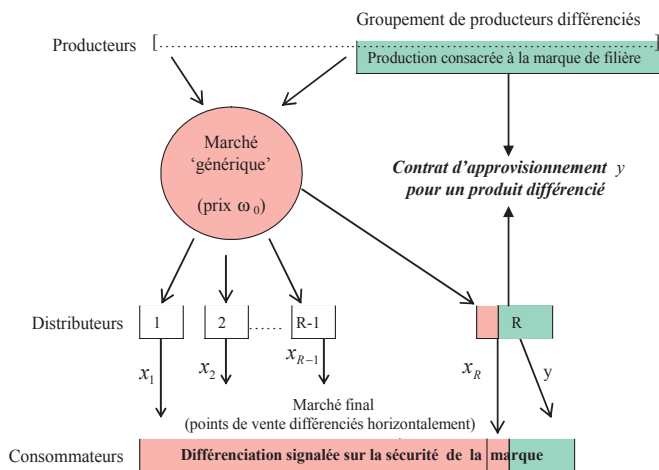 Groupement de producteurs différenciés
Producteurs
[.......................................................................................]
Production consacrée à la marque de filière
Marché
'générique'
(prix ω₀)
Contrat d'approvisionnement y
pour un produit différencié
Distributeurs
1
2
......
R-1
R
x₁
x₂
x_{R−1}
x_R
y
Marché final
(points de vente différenciés horizontalement)
Consommateurs
Différenciation signalée sur la sécurité de la marque